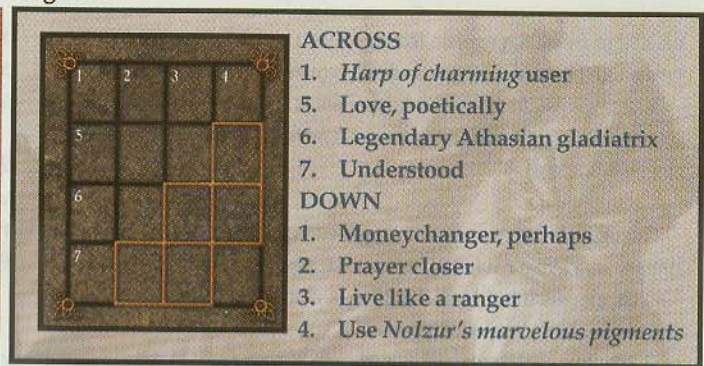 1 2 3 4
5
6
7
ACROSS
1. Harp of charming user
5. Love, poetically
6. Legendary Athasian gladiatrix
7. Understood
DOWN
1. Moneychanger, perhaps
2. Prayer closer
3. Live like a ranger
4. Use Nolzur's marvelous pigments